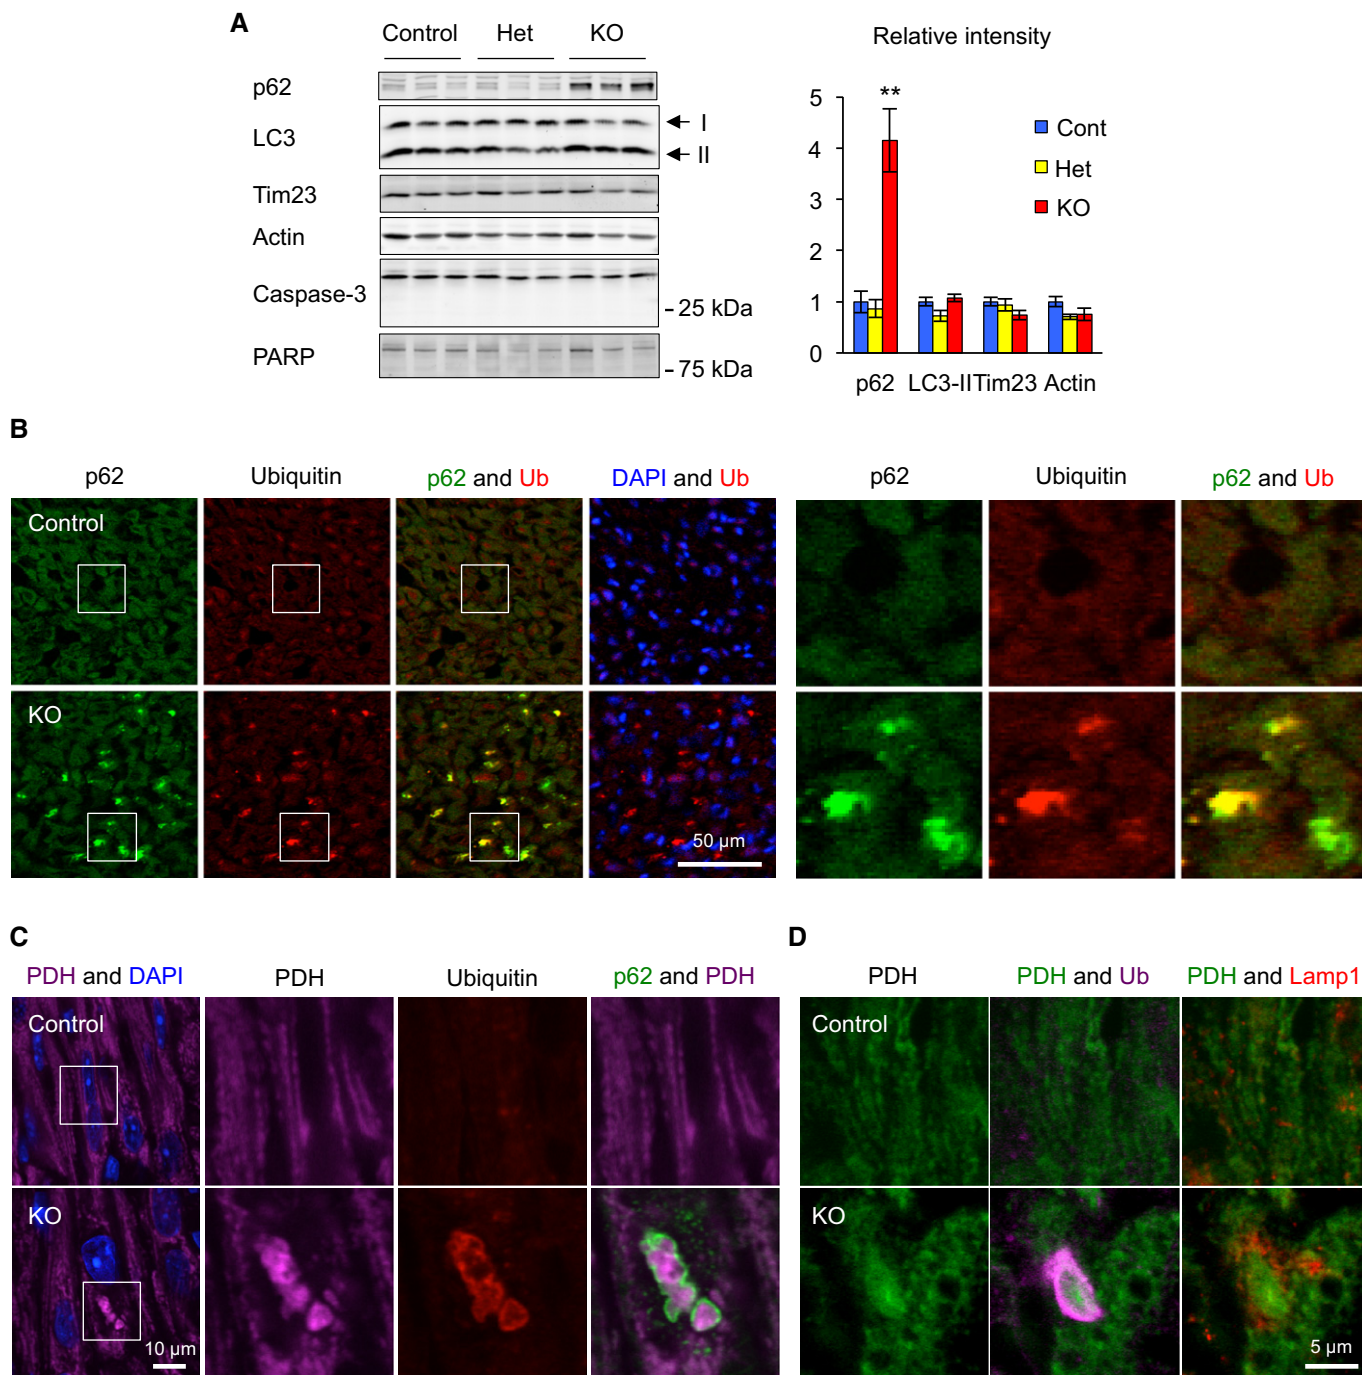 A
Control Het KO
p62
LC3
I
II
Tim23
Actin
Caspase-3
25 kDa
PARP
75 kDa
Relative intensity
5
4
3
2
1
0
**
Cont
Het
KO
p62 LC3-II Tim23 Actin
B
p62 Ubiquitin p62 and Ub DAPI and Ub p62 Ubiquitin p62 and Ub
Control
KO
50 µm
C
PDH and DAPI PDH Ubiquitin p62 and PDH
Control
KO
10 µm
D
PDH PDH and Ub PDH and Lamp1
Control
KO
5 µm